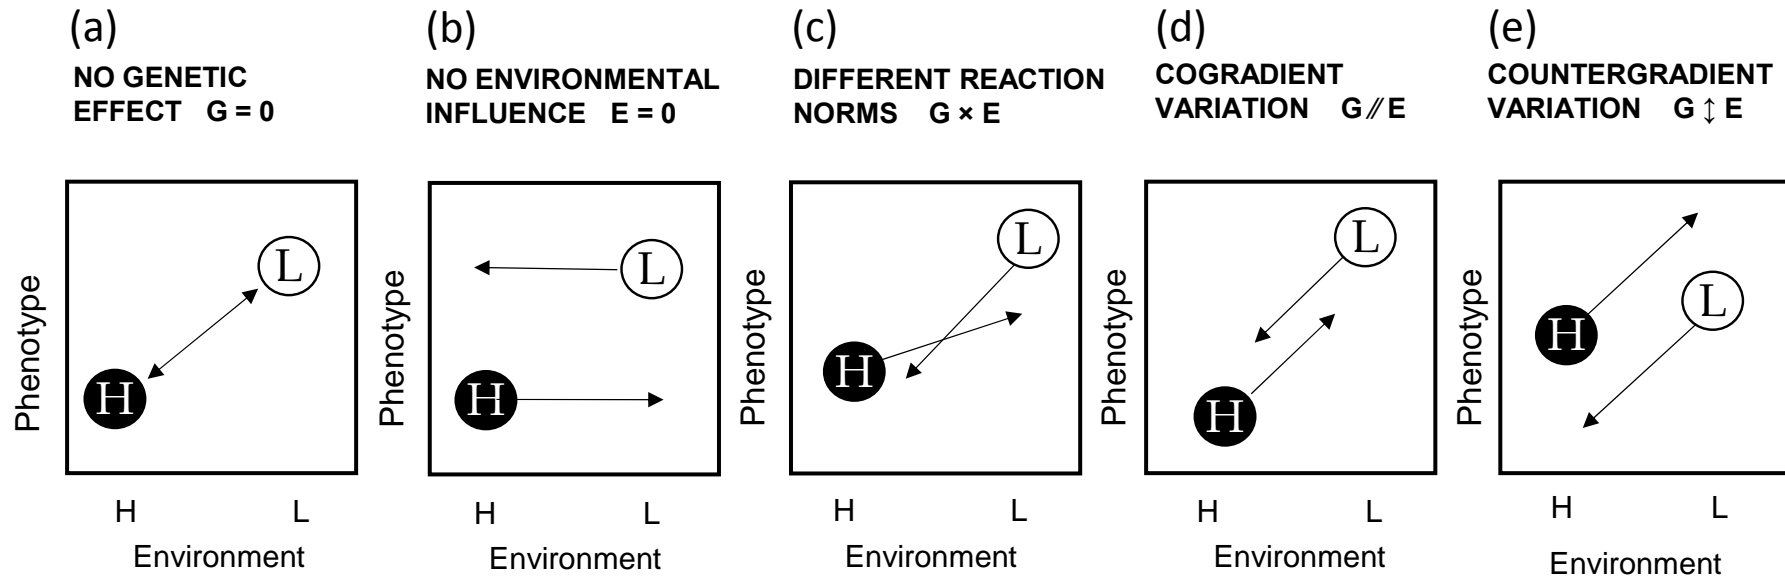 (a)
NO GENETIC
EFFECT G = 0
Phenotype
L
H
H L
Environment
(b)
NO ENVIRONMENTAL
INFLUENCE E = 0
Phenotype
L
H
H L
Environment
(c)
DIFFERENT REACTION
NORMS G × E
Phenotype
L
H
H L
Environment
(d)
COGRADIENT
VARIATION G // E
Phenotype
L
H
H L
Environment
(e)
COUNTERGRADIENT
VARIATION G ↕ E
Phenotype
H
L
H L
Environment